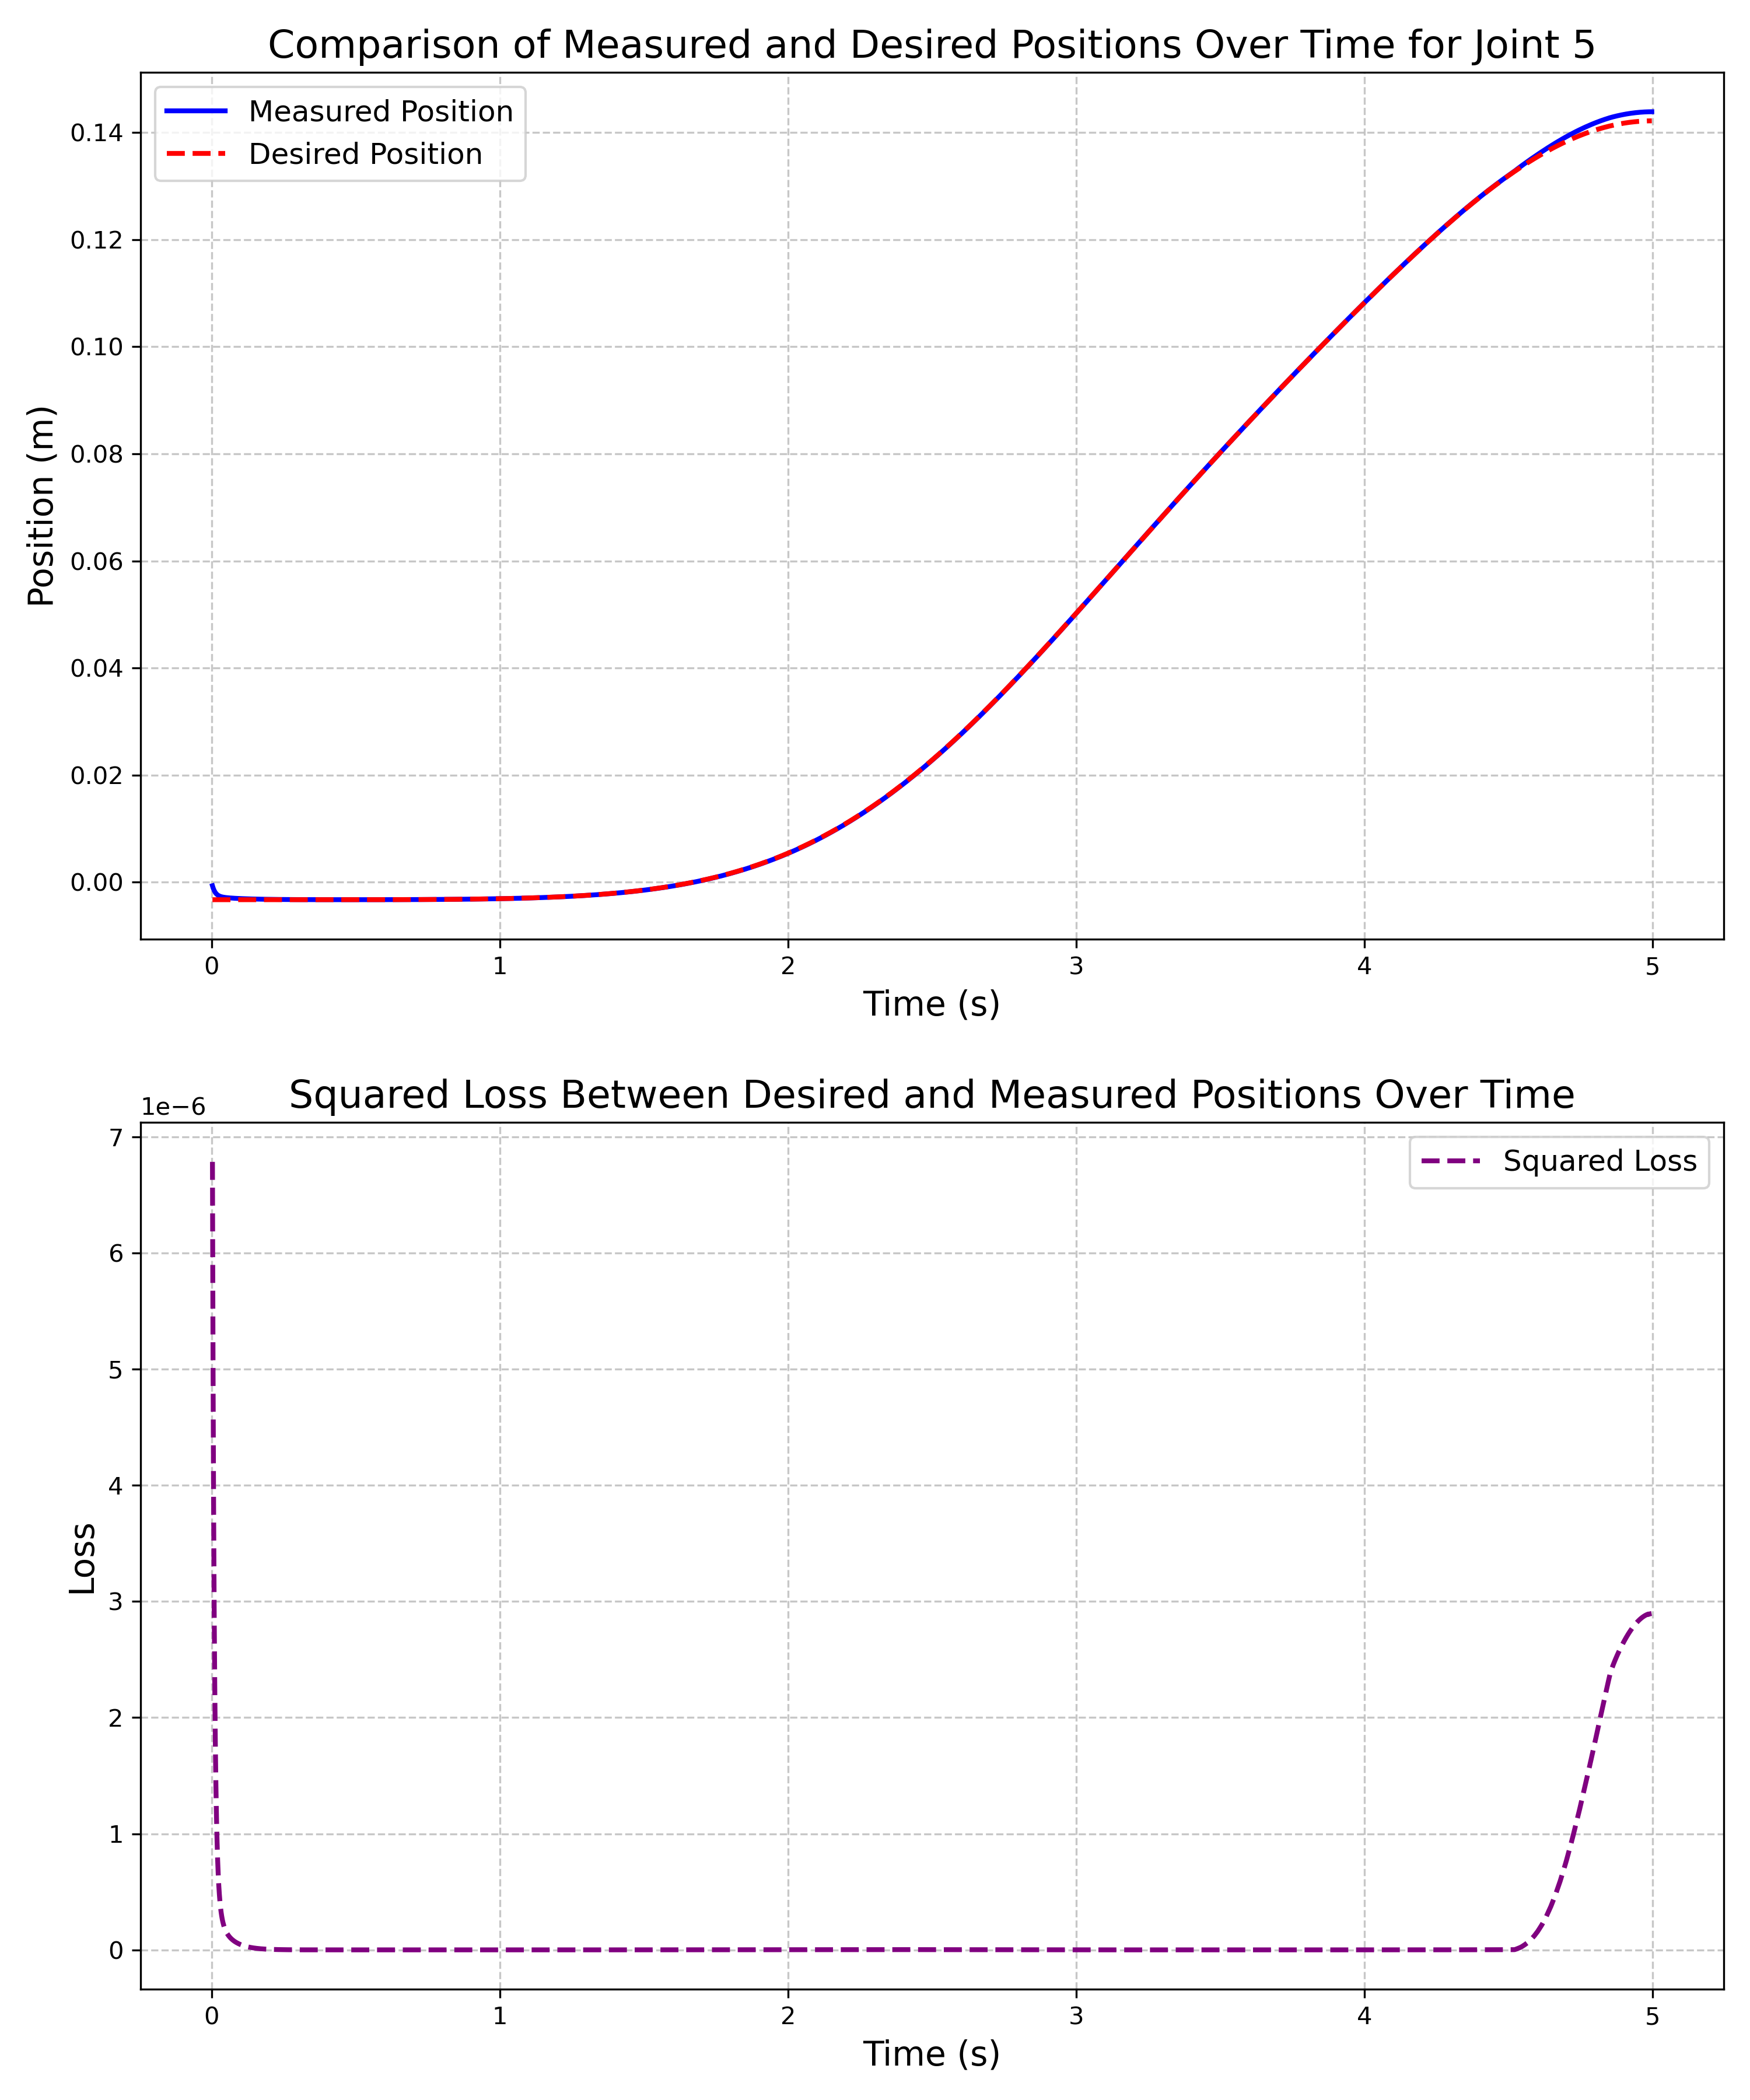 Comparison of Measured and Desired Positions Over Time for Joint 5
Measured Position
Desired Position
Position (m)
0.14
0.12
0.10
0.08
0.06
0.04
0.02
0.00
0 1 2 3 4 5
Time (s)
Squared Loss Between Desired and Measured Positions Over Time
1e−6
Squared Loss
Loss
7
6
5
4
3
2
1
0
0 1 2 3 4 5
Time (s)